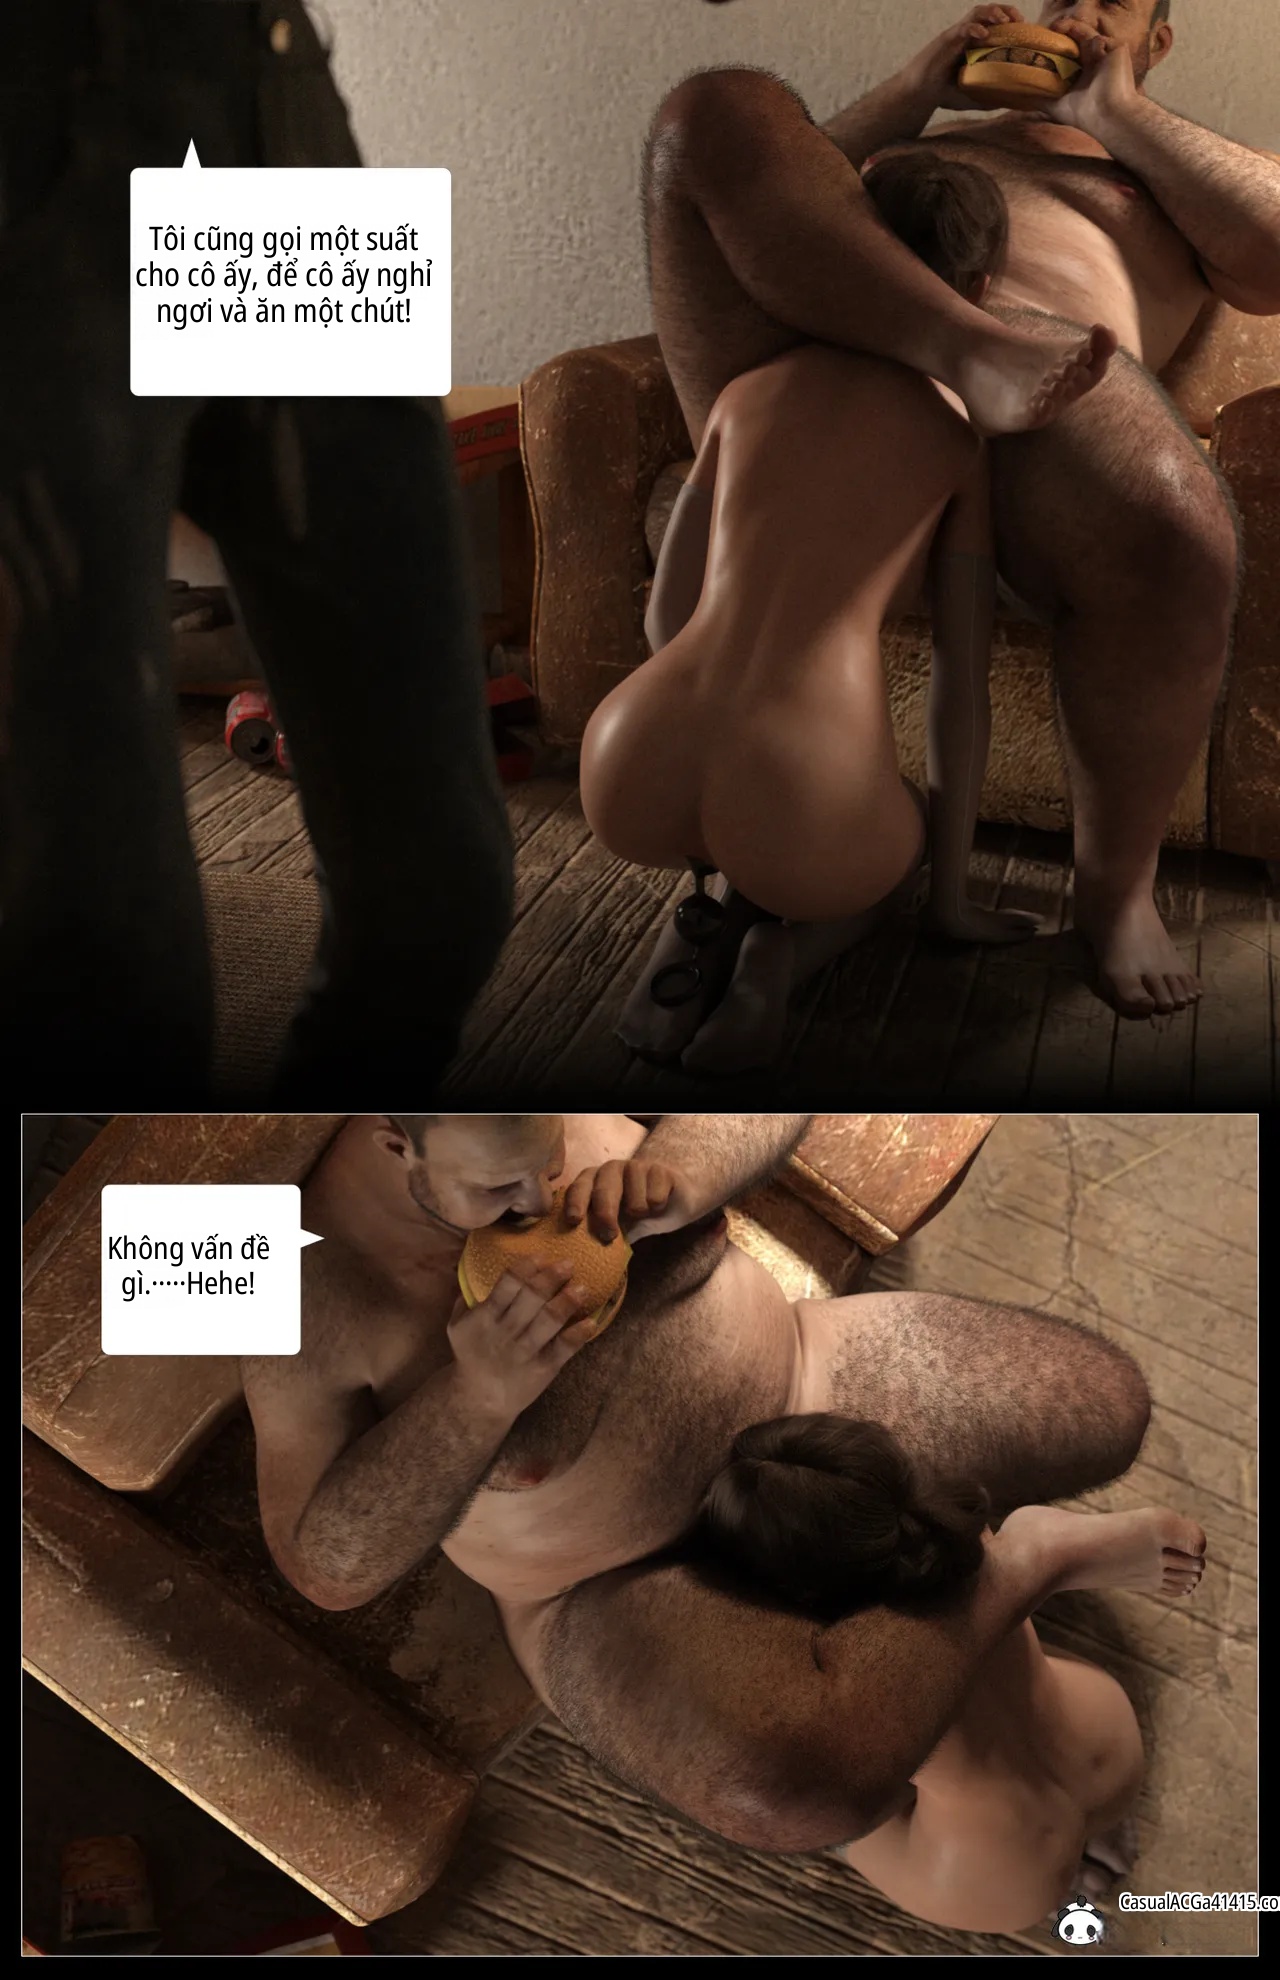 Tôi cũng gọi một suất
cho cô ấy, để cô ấy nghỉ
ngơi và ăn một chút!
Không vấn đề
gì.·····Hehe!
CasualACGa41415.co